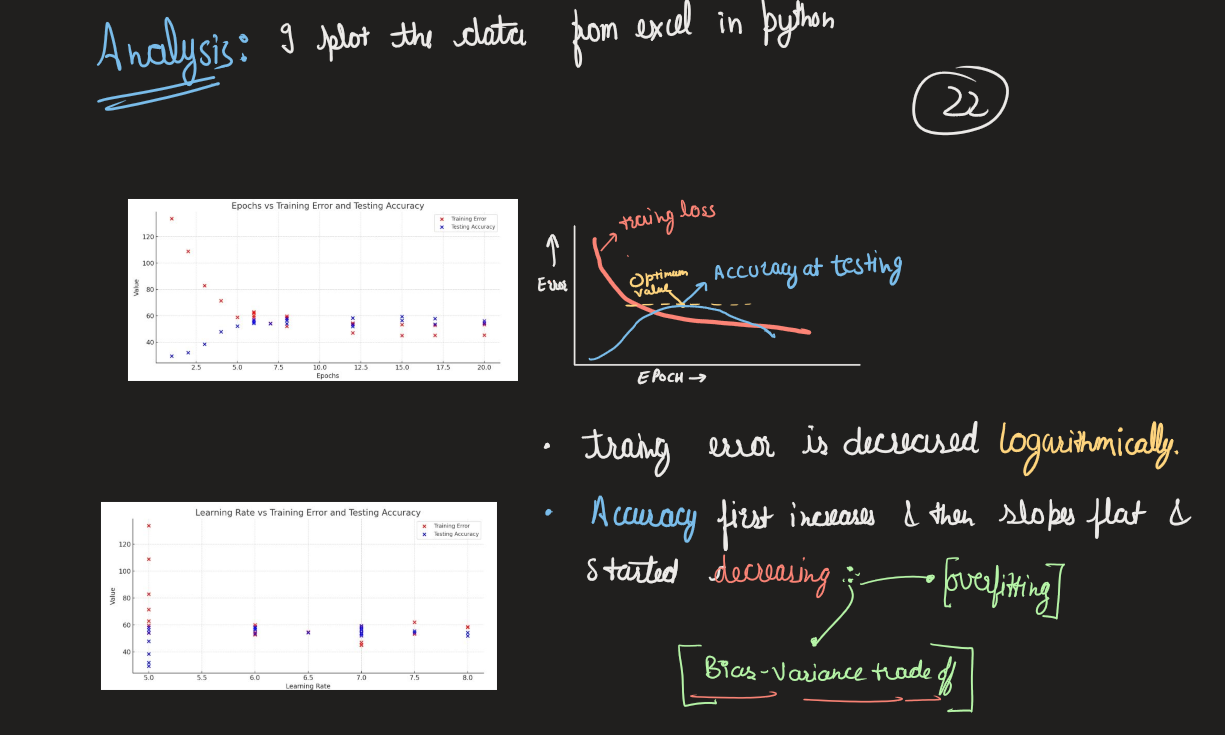 Analysis: I plot the data from excel in python
22
Epochs vs Training Error and Testing Accuracy
Training Error
Testing Accuracy
Value
120
100
80
60
40
2.5 5.0 7.5 10.0 12.5 15.0 17.5 20.0
Epochs
traing loss
Accuracy at testing
Optimum
value
Error
EPOCH →
• traing error is decreased logarithmically.
• Accuracy first increases & then slopes flat &
started decreasing
[overfitting]
[Bias-Variance trade of]
Learning Rate vs Training Error and Testing Accuracy
Training Error
Testing Accuracy
Value
120
100
80
60
40
5.0 5.5 6.0 6.5 7.0 7.5 8.0
Learning Rate